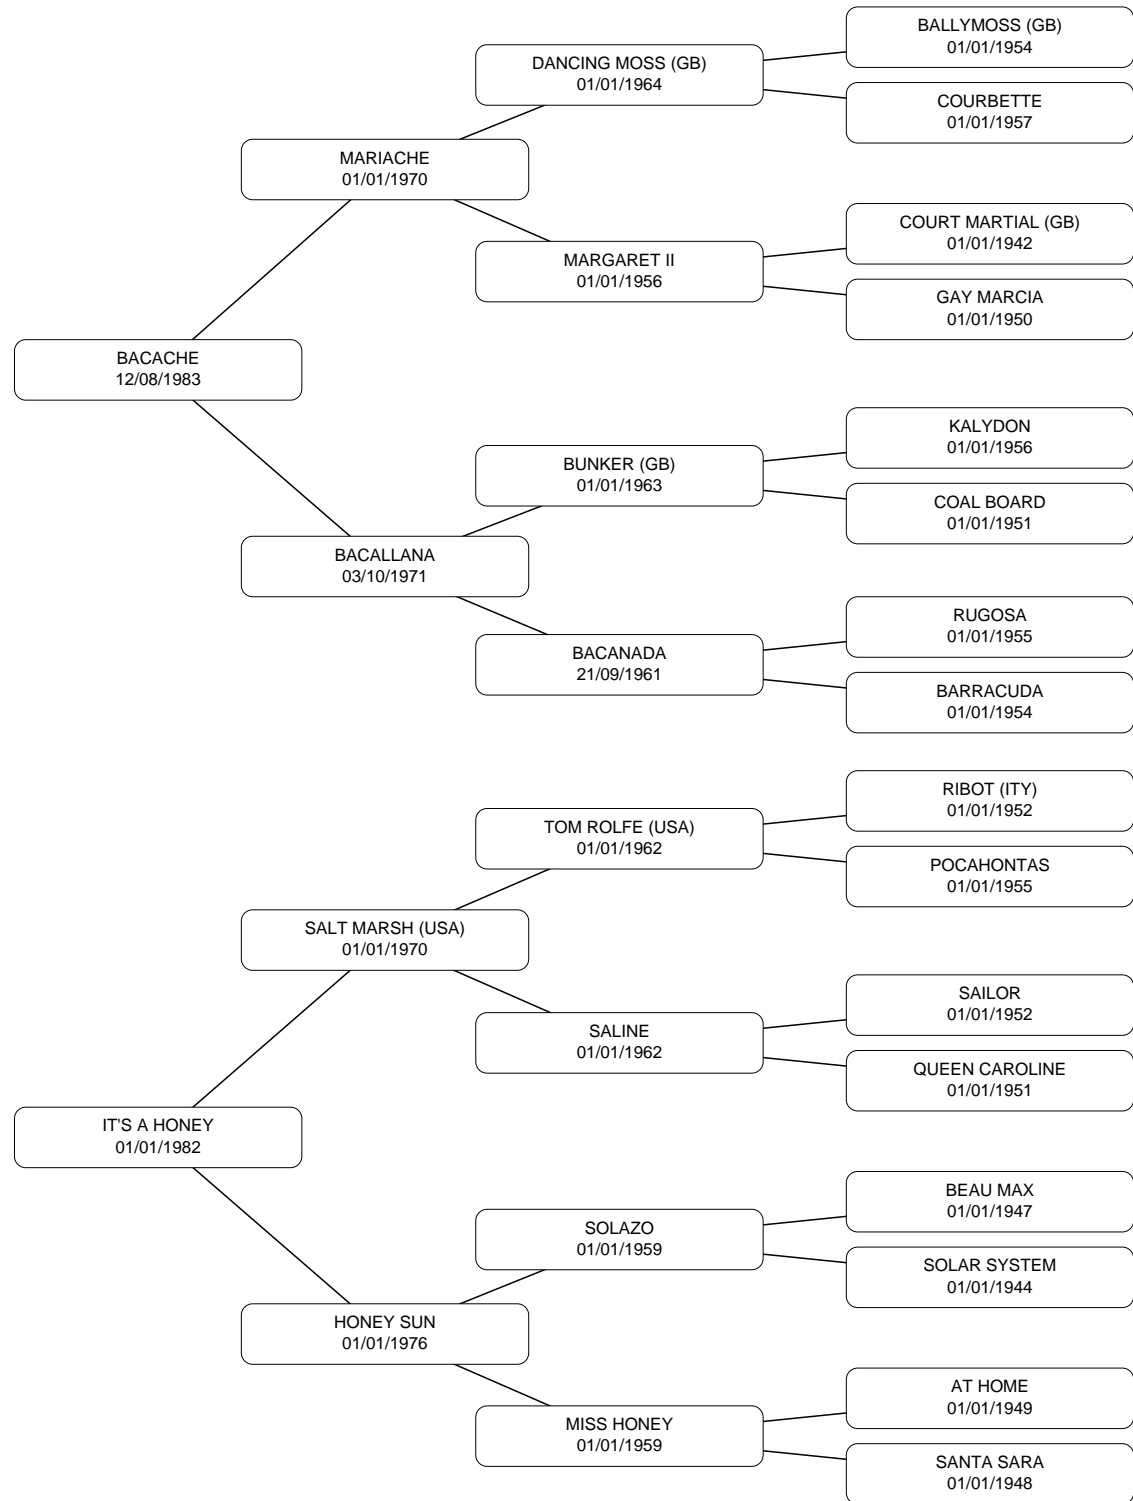 BALLYMOSS (GB)
01/01/1954
DANCING MOSS (GB)
01/01/1964
COURBETTE
01/01/1957
MARIACHE
01/01/1970
COURT MARTIAL (GB)
01/01/1942
MARGARET II
01/01/1956
GAY MARCIA
01/01/1950
BACACHE
12/08/1983
KALYDON
01/01/1956
BUNKER (GB)
01/01/1963
COAL BOARD
01/01/1951
BACALLANA
03/10/1971
RUGOSA
01/01/1955
BACANADA
21/09/1961
BARRACUDA
01/01/1954
RIBOT (ITY)
01/01/1952
TOM ROLFE (USA)
01/01/1962
POCAHONTAS
01/01/1955
SALT MARSH (USA)
01/01/1970
SAILOR
01/01/1952
SALINE
01/01/1962
QUEEN CAROLINE
01/01/1951
IT'S A HONEY
01/01/1982
BEAU MAX
01/01/1947
SOLAZO
01/01/1959
SOLAR SYSTEM
01/01/1944
HONEY SUN
01/01/1976
AT HOME
01/01/1949
MISS HONEY
01/01/1959
SANTA SARA
01/01/1948